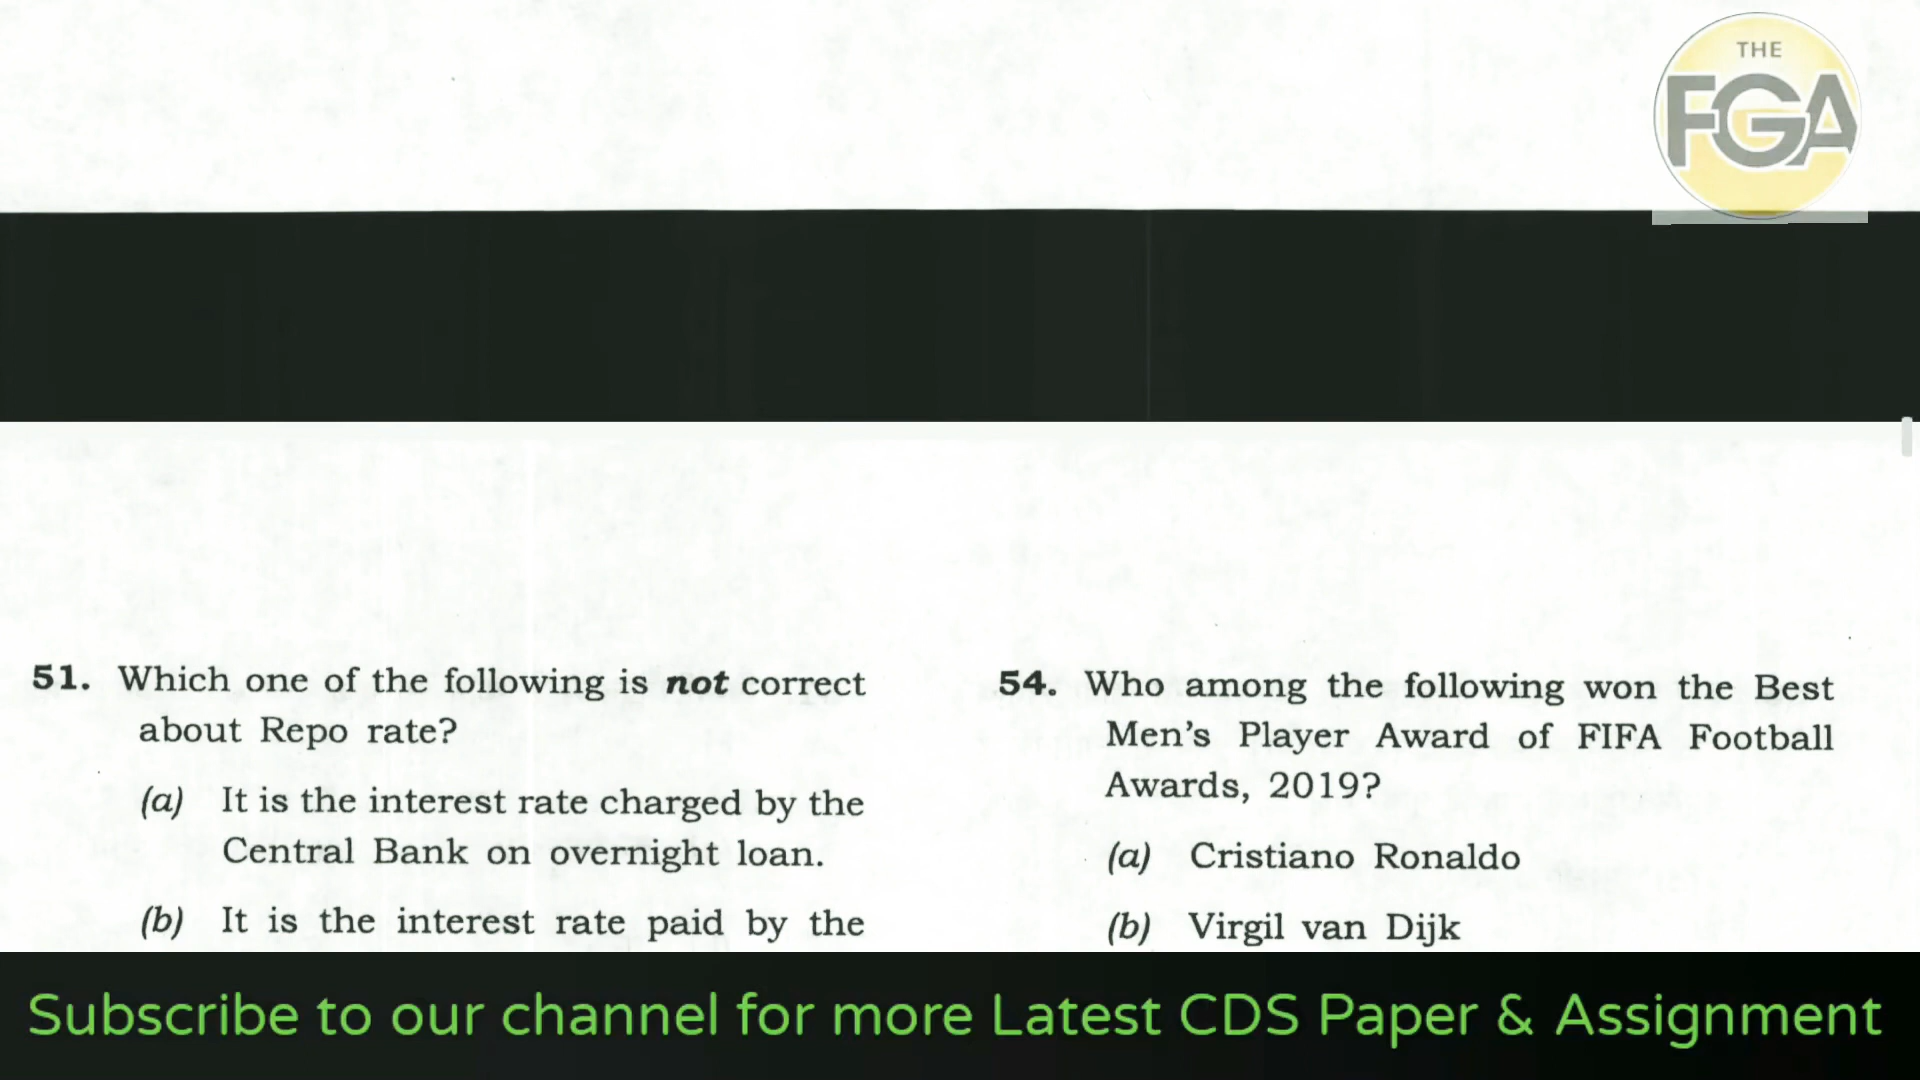 THE
FGA
51. Which one of the following is not correct
about Repo rate?
(a) It is the interest rate charged by the
Central Bank on overnight loan.
(b) It is the interest rate paid by the
54. Who among the following won the Best
Men's Player Award of FIFA Football
Awards, 2019?
(a) Cristiano Ronaldo
(b) Virgil van Dijk
Subscribe to our channel for more Latest CDS Paper & Assignment